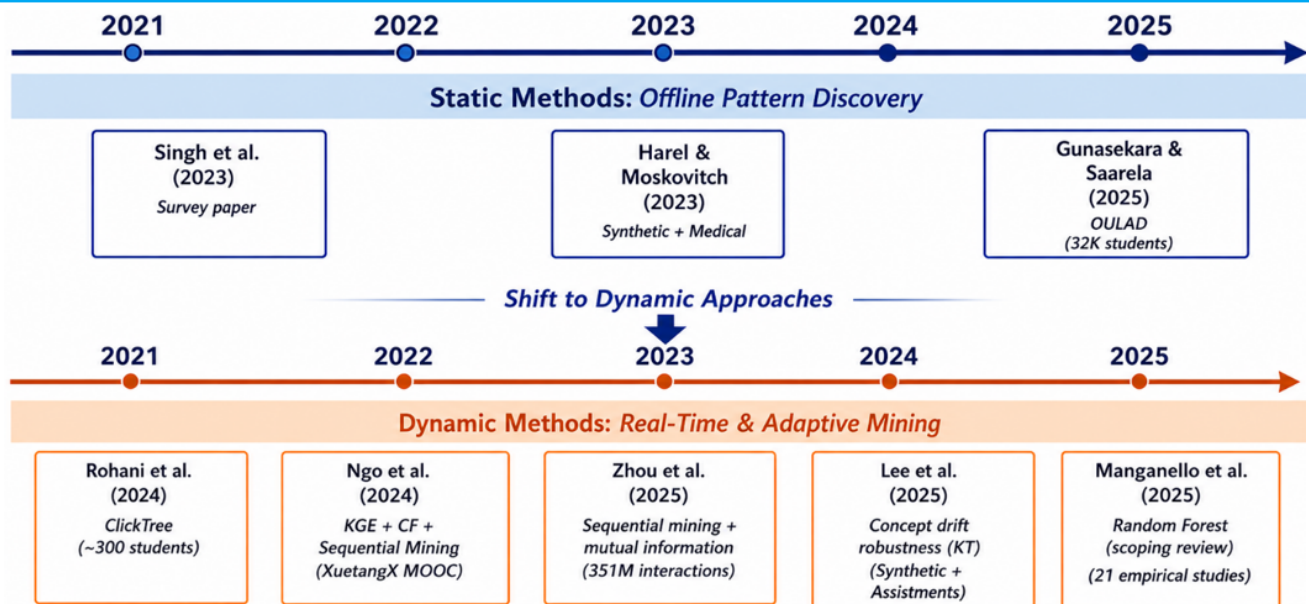 2021 2022 2023 2024 2025
Static Methods: Offline Pattern Discovery
Singh et al.
(2023)
Survey paper
Harel &
Moskovitch
(2023)
Synthetic + Medical
Gunasekara &
Saarela
(2025)
OULAD
(32K students)
Shift to Dynamic Approaches
2021 2022 2023 2024 2025
Dynamic Methods: Real-Time & Adaptive Mining
Rohani et al.
(2024)
ClickTree
(~300 students)
Ngo et al.
(2024)
KGE + CF +
Sequential Mining
(XuetangX MOOC)
Zhou et al.
(2025)
Sequential mining +
mutual information
(351M interactions)
Lee et al.
(2025)
Concept drift
robustness (KT)
(Synthetic +
Assistments)
Manganello et al.
(2025)
Random Forest
(scoping review)
(21 empirical studies)